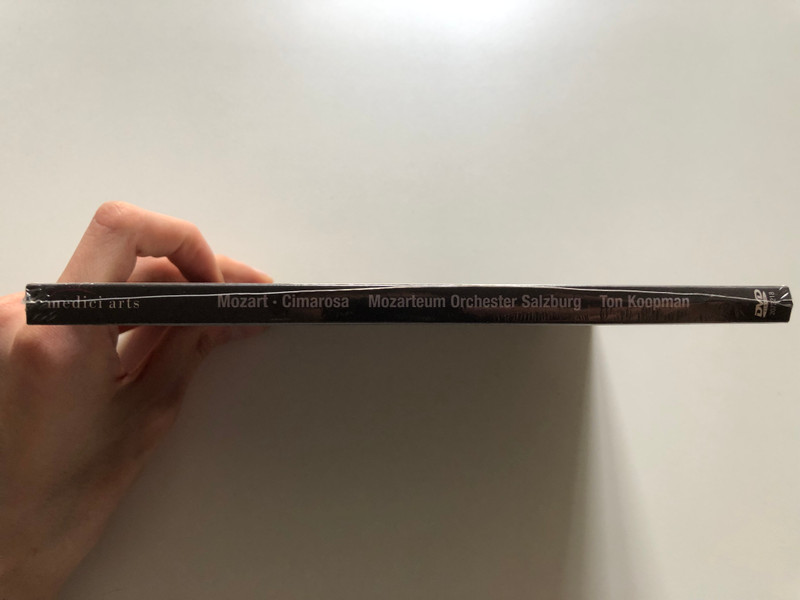 medici arts Mozart · Cimarosa Mozarteum Orchester Salzburg Ton Koopman DVD